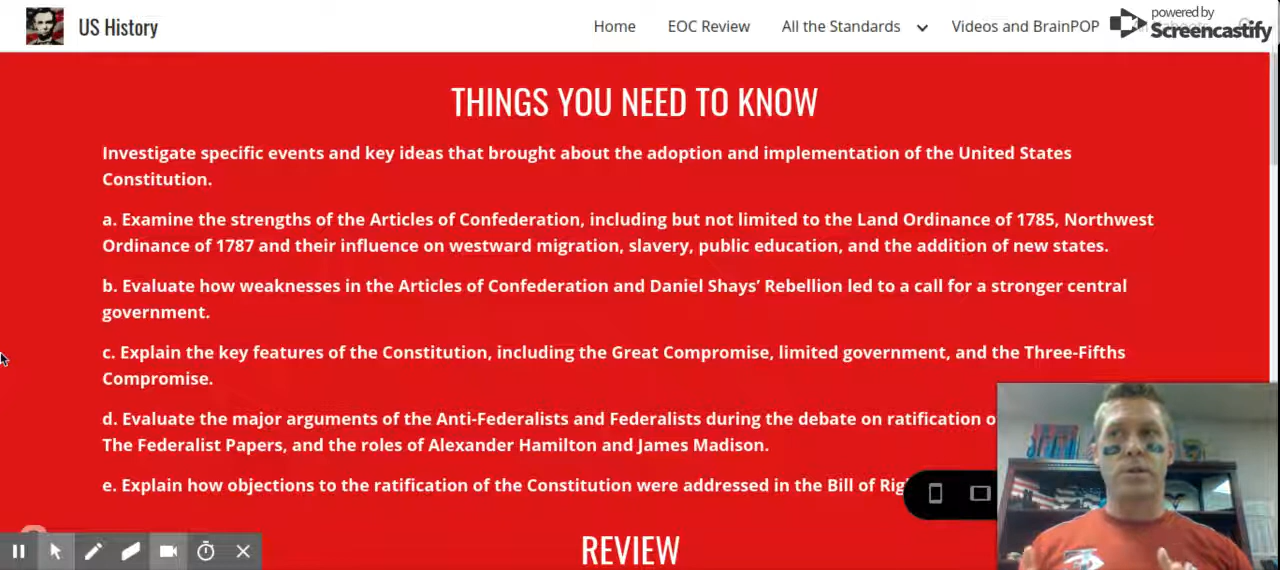 US History
Home
EOC Review
All the Standards
Videos and BrainPOP
powered by
Screencastify
THINGS YOU NEED TO KNOW
Investigate specific events and key ideas that brought about the adoption and implementation of the United States
Constitution.
a. Examine the strengths of the Articles of Confederation, including but not limited to the Land Ordinance of 1785, Northwest
Ordinance of 1787 and their influence on westward migration, slavery, public education, and the addition of new states.
b. Evaluate how weaknesses in the Articles of Confederation and Daniel Shays’ Rebellion led to a call for a stronger central
government.
c. Explain the key features of the Constitution, including the Great Compromise, limited government, and the Three-Fifths
Compromise.
d. Evaluate the major arguments of the Anti-Federalists and Federalists during the debate on ratification
The Federalist Papers, and the roles of Alexander Hamilton and James Madison.
e. Explain how objections to the ratification of the Constitution were addressed in the Bill of
REVIEW